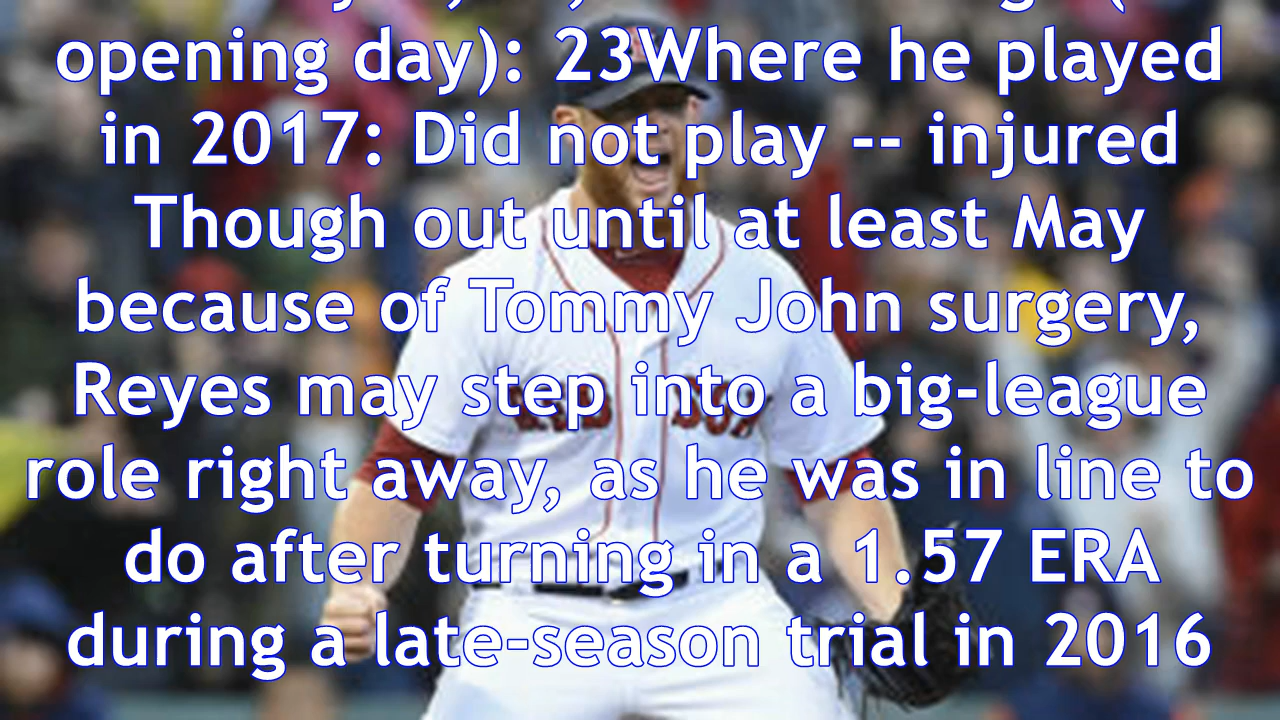 opening day): 23Where he played
in 2017: Did not play -- injured
Though out until at least May
because of Tommy John surgery,
Reyes may step into a big-league
role right away, as he was in line to
do after turning in a 1.57 ERA
during a late-season trial in 2016
RED SOX